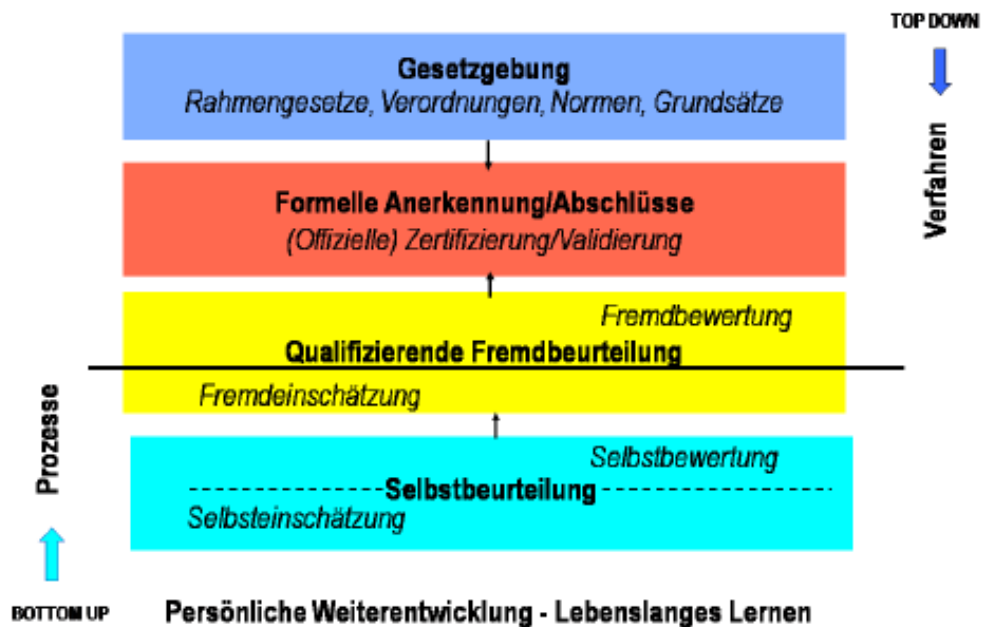 TOP DOWN
Gesetzgebung
Rahmengesetze, Verordnungen, Normen, Grundsätze
Verfahren
Formelle Anerkennung/Abschlüsse
(Offizielle) Zertifizierung/Validierung
Fremdbewertung
Qualifizierende Fremdbeurteilung
Fremdeinschätzung
Prozesse
Selbstbewertung
Selbstbeurteilung
Selbsteinschätzung
BOTTOM UP
Persönliche Weiterentwicklung - Lebenslanges Lernen